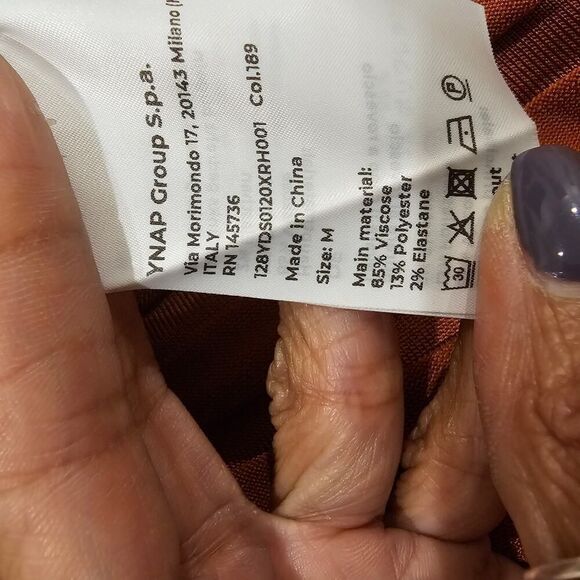 YNAP Group S.p.a.
Via Morimondo 17, 20143 Milano
ITALY
RN 145736
128YDS0120XRH001 Col.189
Made in China
Size: M
Main material:
85% Viscose
13% Polyester
2% Elastane
30
P